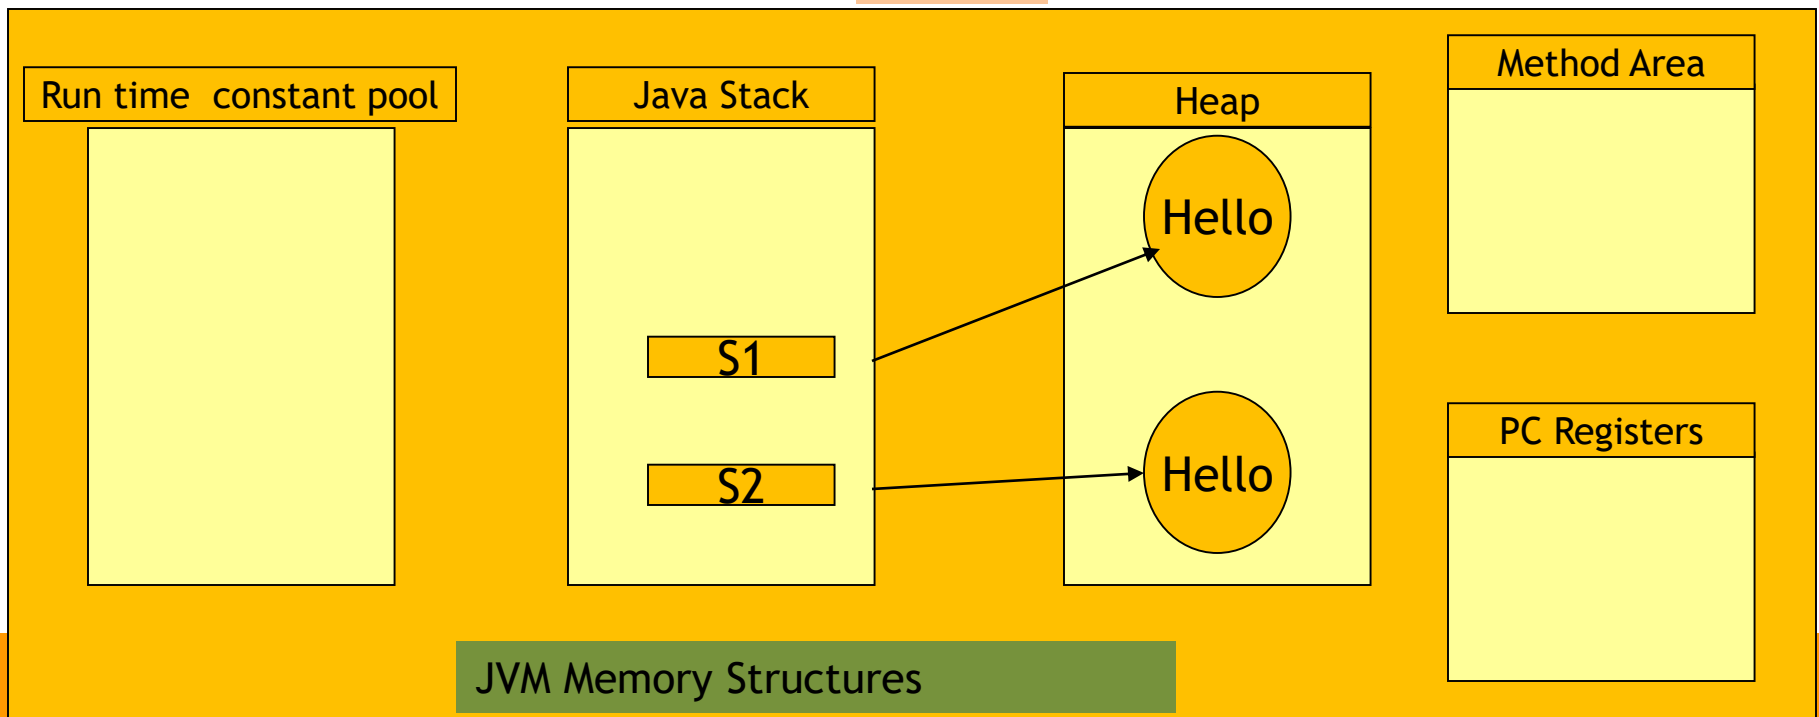 Run time  constant pool
Java Stack
Heap
Method Area
Hello
S1
S2
Hello
PC Registers
JVM Memory Structures